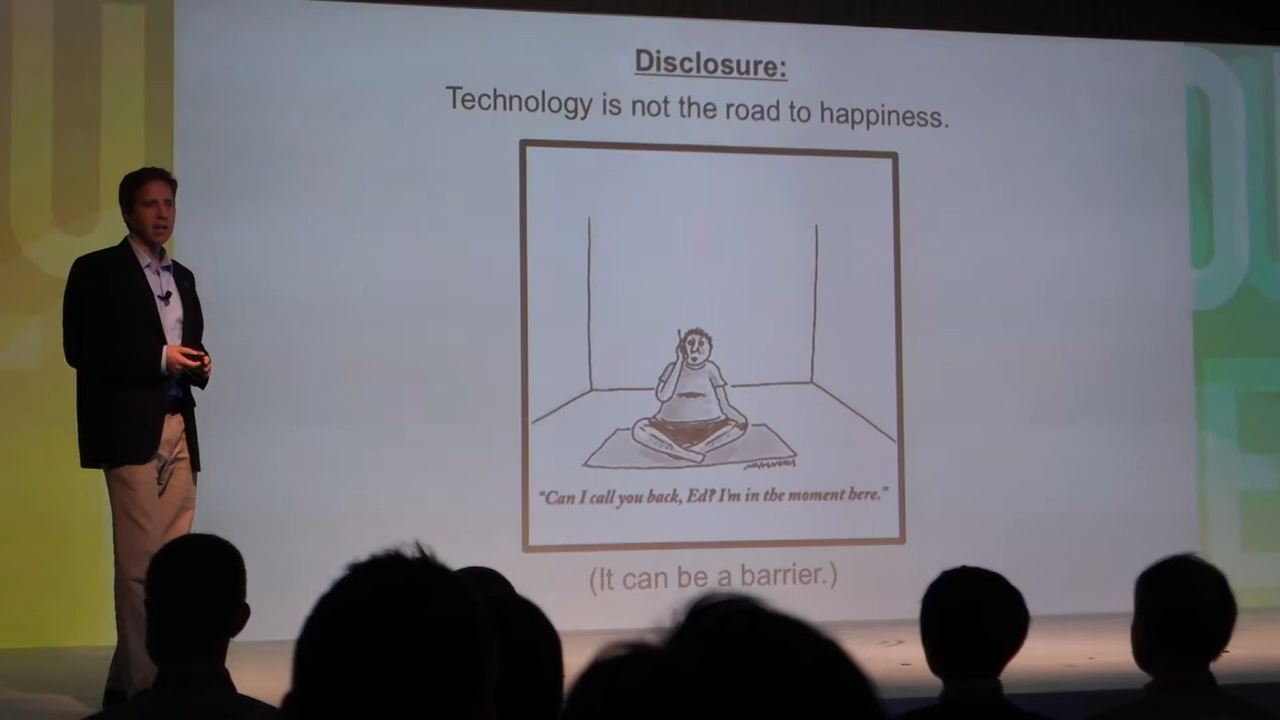 Disclosure:
Technology is not the road to happiness.
"Can I call you back, Ed? I'm in the moment here."
(It can be a barrier.)